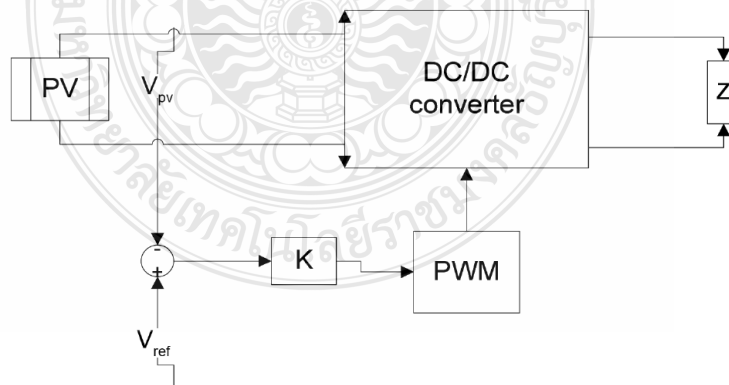 PV
V pv
DC/DC
converter
Z
-
+
K
PWM
V ref